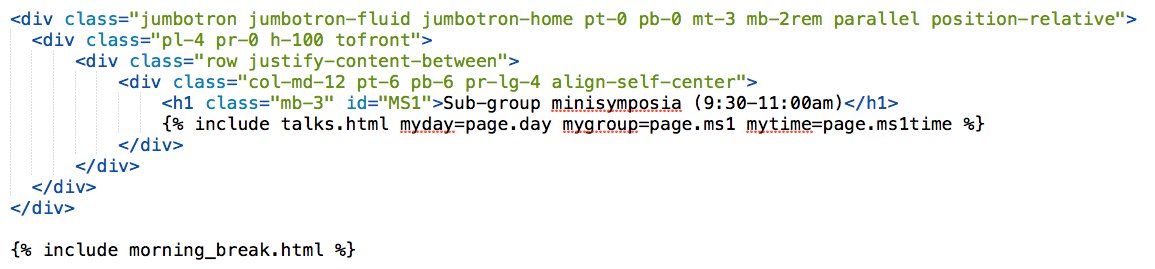 <div class="jumbotron jumbotron-fluid jumbotron-home pt-0 pb-0 mt-3 mb-2rem parallel position-relative">
  <div class="pl-4 pr-0 h-100 tofront">
      <div class="row justify-content-between">
          <div class="col-md-12 pt-6 pb-6 pr-lg-4 align-self-center">
              <h1 class="mb-3" id="MS1">Sub-group minisymposia (9:30-11:00am)</h1>
              {% include talks.html myday=page.day mygroup=page.ms1 mytime=page.ms1time %}
          </div>
      </div>
  </div>
</div>

{% include morning_break.html %}